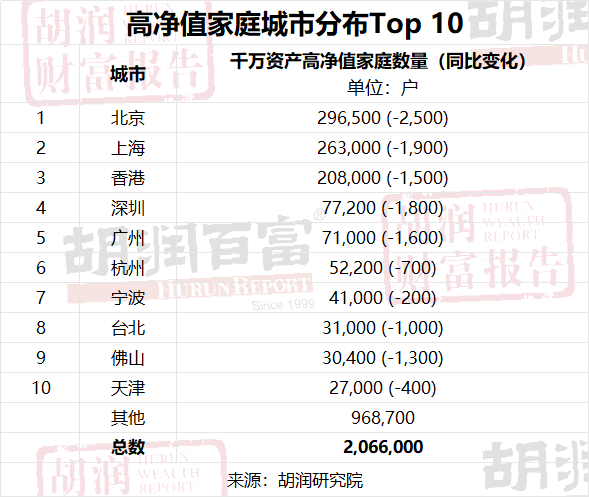 高净值家庭城市分布Top 10
城市
千万资产高净值家庭数量（同比变化）
单位：户
1 北京 296,500 (-2,500)
2 上海 263,000 (-1,900)
3 香港 208,000 (-1,500)
4 深圳 77,200 (-1,800)
5 广州 71,000 (-1,600)
6 杭州 52,200 (-700)
7 宁波 41,000 (-200)
8 台北 31,000 (-1,000)
9 佛山 30,400 (-1,300)
10 天津 27,000 (-400)
其他 968,700
总数 2,066,000
来源：胡润研究院
胡润
财富报告
HURUN
WEALTH
REPORT
胡润
财富报告
胡润百富®
HURUN REPORT
Since 1999
胡润
HURUN
WEALTH
REPORT
胡润